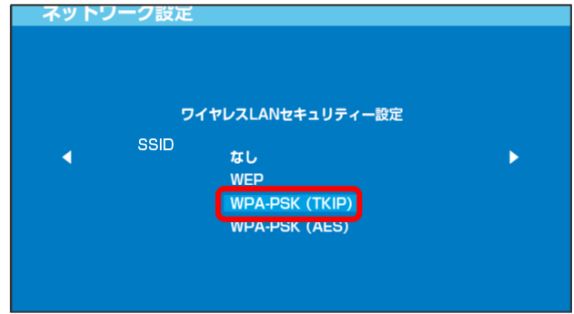 ネットワーク設定
ワイヤレスLANセキュリティー設定
SSID
なし
WEP
WPA-PSK (TKIP)
WPA-PSK (AES)